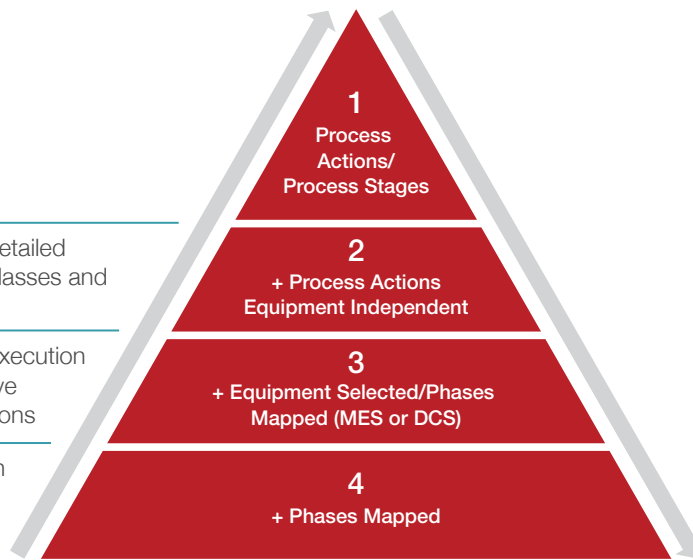 1
Process
Actions/
Process Stages
etailed
lasses and
2
+ Process Actions
Equipment Independent
xecution
ve
ons
3
+ Equipment Selected/Phases
Mapped (MES or DCS)
n
4
+ Phases Mapped